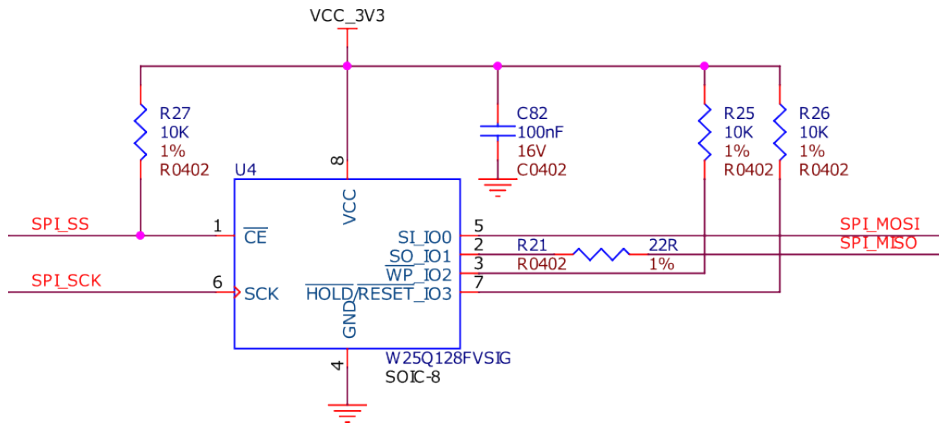 VCC_3V3
R27
10K
1%
R0402
C82
100nF
16V
C0402
R25
10K
1%
R0402
R26
10K
1%
R0402
U4
8
VCC
SPI_SS
1
CE
SPI_SCK
6
SCK
SI_IO0
5
SPI_MOSI
SO_IO1
2
R21
R0402
22R
1%
SPI_MISO
WP_IO2
3
HOLD/RESET_IO3
7
GND
4
W25Q128FVSIG
SOIC-8